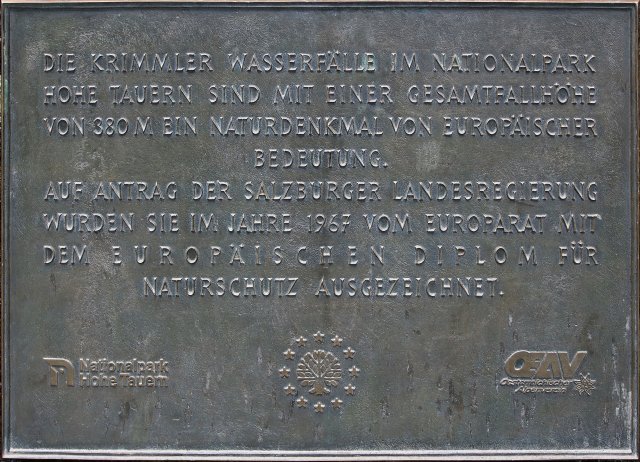 DIE KRIMMLER WASSERFÄLLE IM NATIONALPARK
HOHE TAUERN SIND MIT EINER GESAMTFALLHÖHE
VON 380 M EIN NATURDENKMAL VON EUROPÄISCHER
BEDEUTUNG.
AUF ANTRAG DER SALZBURGER LANDESREGIERUNG
WURDEN SIE IM JAHRE 1967 VOM EUROPARAT MIT
DEM EUROPÄISCHEN DIPLOM FÜR
NATURSCHUTZ AUSGEZEICHNET.
Nationalpark
Hohe Tauern
OEAV
Oesterreichischer
Alpenverein